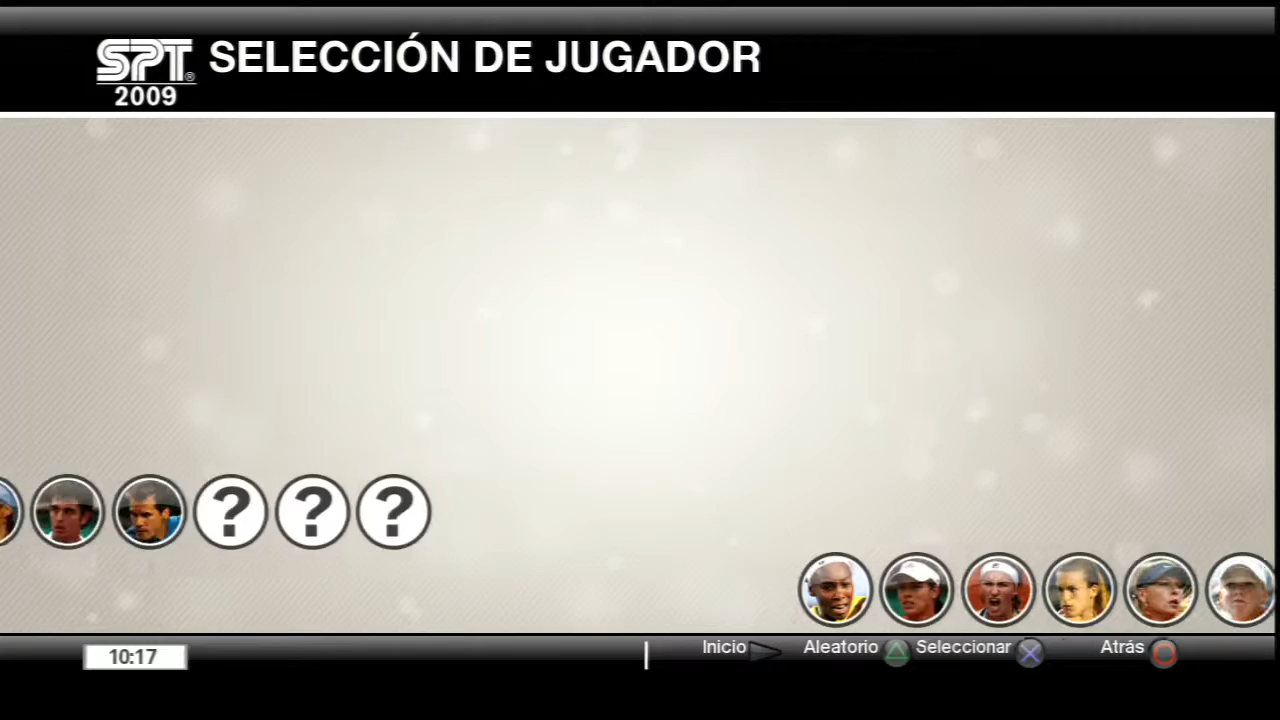 SPT® SELECCIÓN DE JUGADOR
2009
? ? ?
10:17 Inicio Aleatorio Seleccionar Atrás